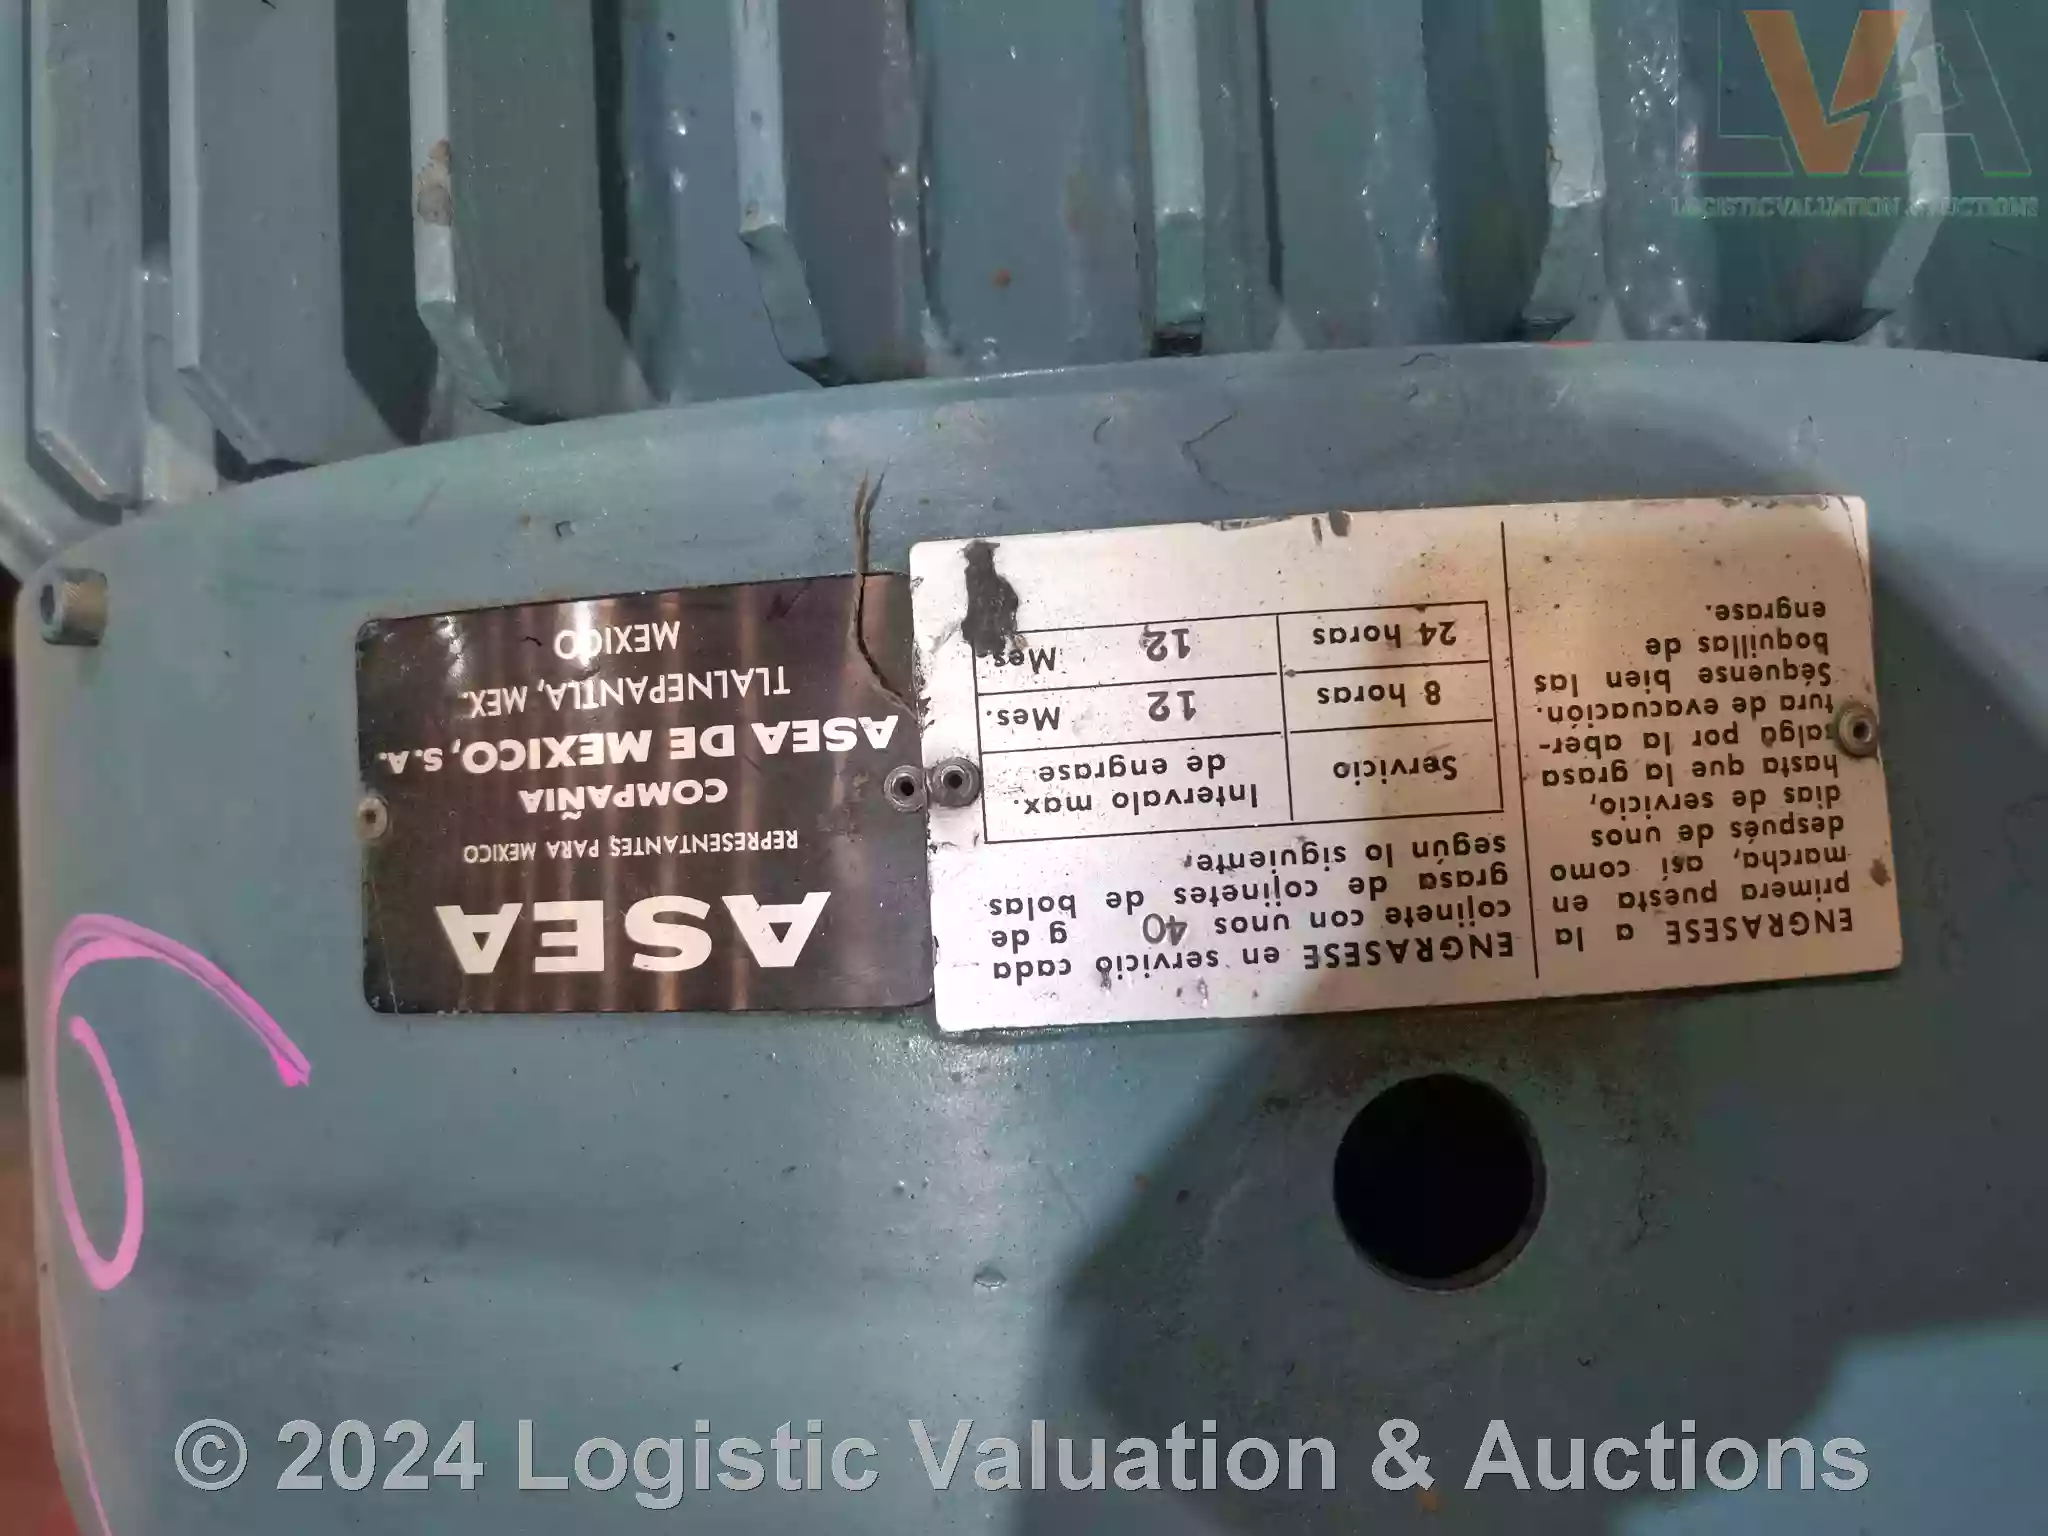 ENGRASESE a la
primera puesta en
marcha, asi como
después de unos
dias de servicio,
hasta que la grasa
salga por la aber-
tura de evacuación.
Séquense bien las
boquillas de
engrase.
ENGRASESE en servicio cada
cojinete con unos 40 g de
grasa de cojinetes de bolas
según lo siguiente.
Servicio
Intervalo max.
de engrase.
8 horas 12 Mes.
24 horas 12 Mes.
ASEA
REPRESENTANTES PARA MEXICO
COMPAÑIA
ASEA DE MEXICO, S.A.
TLALNEPANTLA, MEX.
MEXICO
LVA
LOGISTIC VALUATION & AUCTIONS
© 2024 Logistic Valuation & Auctions